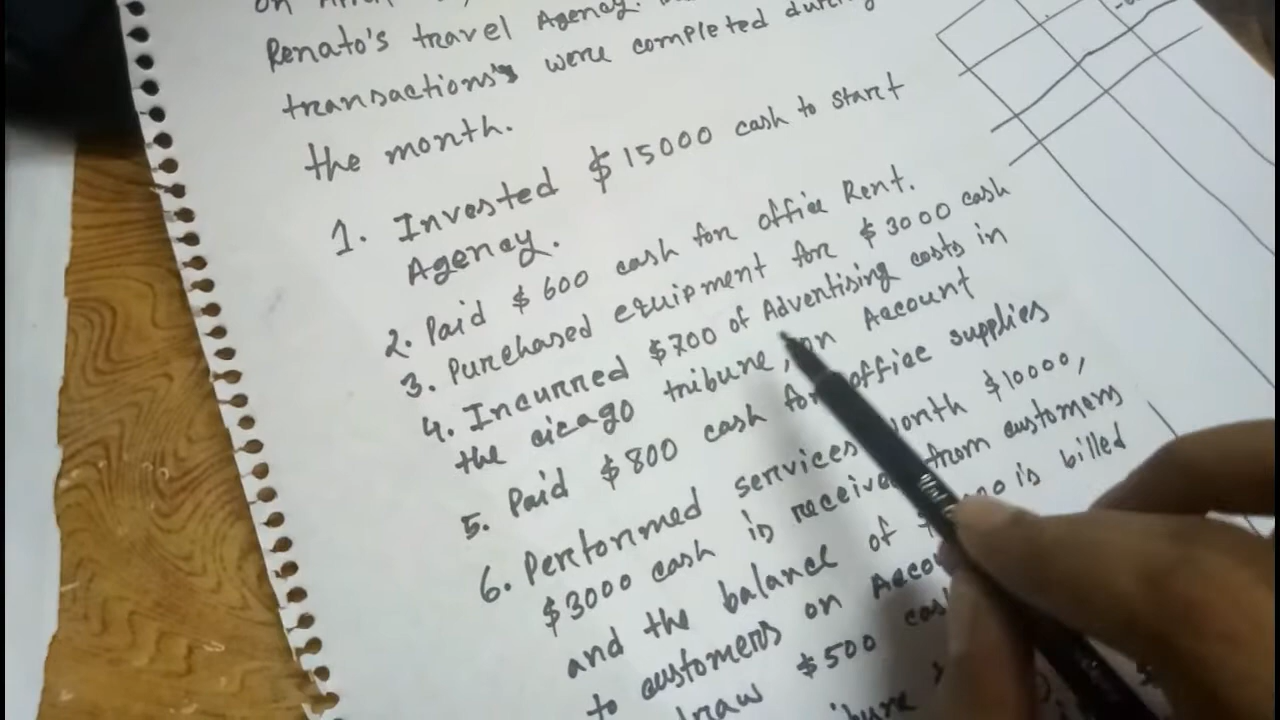 on
Renato's travel Agency.
transactions were completed during
the month.
1. Invested $15000 cash to start
Agency.
2. Paid $600 cash for office Rent.
3. Purchased equipment for $3000 cash
4. Incurred $700 of Advertising costs in
the cicago tribune, on Account
5. Paid $800 cash for office supplies
6. Performed services worth $10000,
$3000 cash is received from customers
and the balance of is billed
to customers on
$500